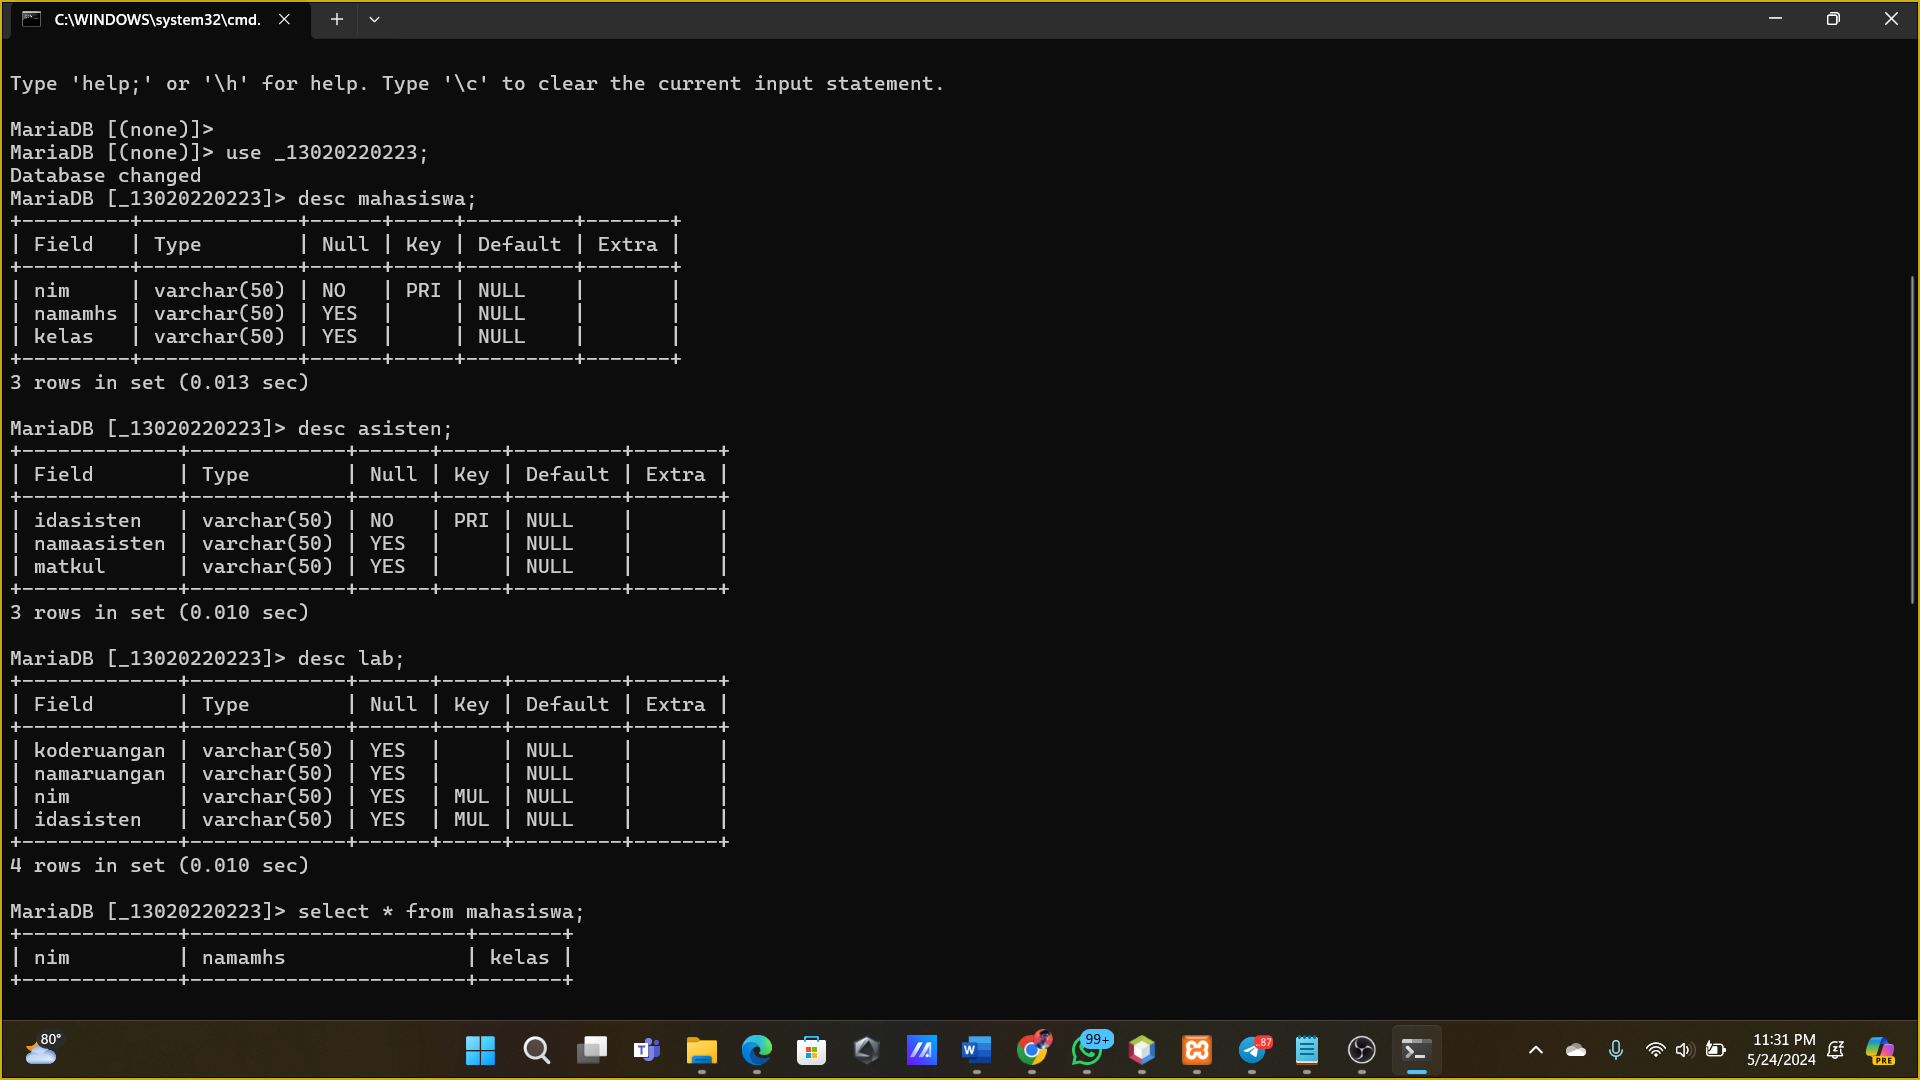 C:\WINDOWS\system32\cmd.
Type 'help;' or '\h' for help. Type '\c' to clear the current input statement.
MariaDB [(none)]>
MariaDB [(none)]> use _13020220223;
Database changed
MariaDB [_13020220223]> desc mahasiswa;
+---------+-------------+------+-----+---------+-------+
| Field   | Type        | Null | Key | Default | Extra |
+---------+-------------+------+-----+---------+-------+
| nim     | varchar(50) | NO   | PRI | NULL    |       |
| namamhs | varchar(50) | YES  |     | NULL    |       |
| kelas   | varchar(50) | YES  |     | NULL    |       |
+---------+-------------+------+-----+---------+-------+
3 rows in set (0.013 sec)
MariaDB [_13020220223]> desc asisten;
+-------------+-------------+------+-----+---------+-------+
| Field       | Type        | Null | Key | Default | Extra |
+-------------+-------------+------+-----+---------+-------+
| idasisten   | varchar(50) | NO   | PRI | NULL    |       |
| namaasisten | varchar(50) | YES  |     | NULL    |       |
| matkul      | varchar(50) | YES  |     | NULL    |       |
+-------------+-------------+------+-----+---------+-------+
3 rows in set (0.010 sec)
MariaDB [_13020220223]> desc lab;
+-------------+-------------+------+-----+---------+-------+
| Field       | Type        | Null | Key | Default | Extra |
+-------------+-------------+------+-----+---------+-------+
| koderuangan | varchar(50) | YES  |     | NULL    |       |
| namaruangan | varchar(50) | YES  |     | NULL    |       |
| nim         | varchar(50) | YES  | MUL | NULL    |       |
| idasisten   | varchar(50) | YES  | MUL | NULL    |       |
+-------------+-------------+------+-----+---------+-------+
4 rows in set (0.010 sec)
MariaDB [_13020220223]> select * from mahasiswa;
+-------------+-----------------------+-------+
| nim         | namamhs               | kelas |
+-------------+-----------------------+-------+
80°
99+
87
11:31 PM
5/24/2024
PRE